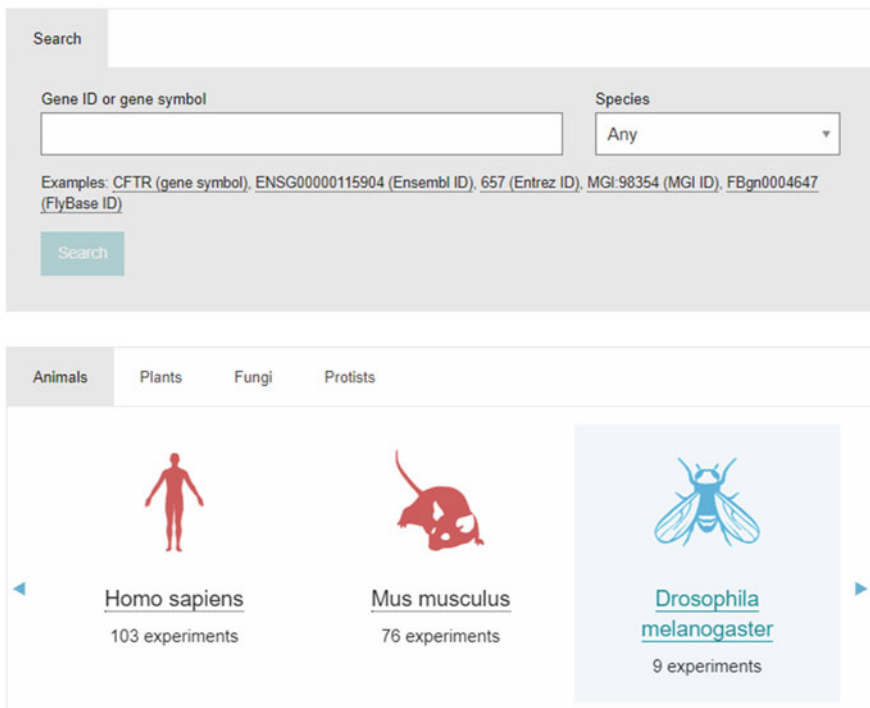 Search
Gene ID or gene symbol
Species
Any
Examples: CFTR (gene symbol), ENSG00000115904 (Ensembl ID), 657 (Entrez ID), MGI:98354 (MGI ID), FBgn0004647
(FlyBase ID)
Search
Animals
Plants
Fungi
Protists
Homo sapiens
103 experiments
Mus musculus
76 experiments
Drosophila
melanogaster
9 experiments